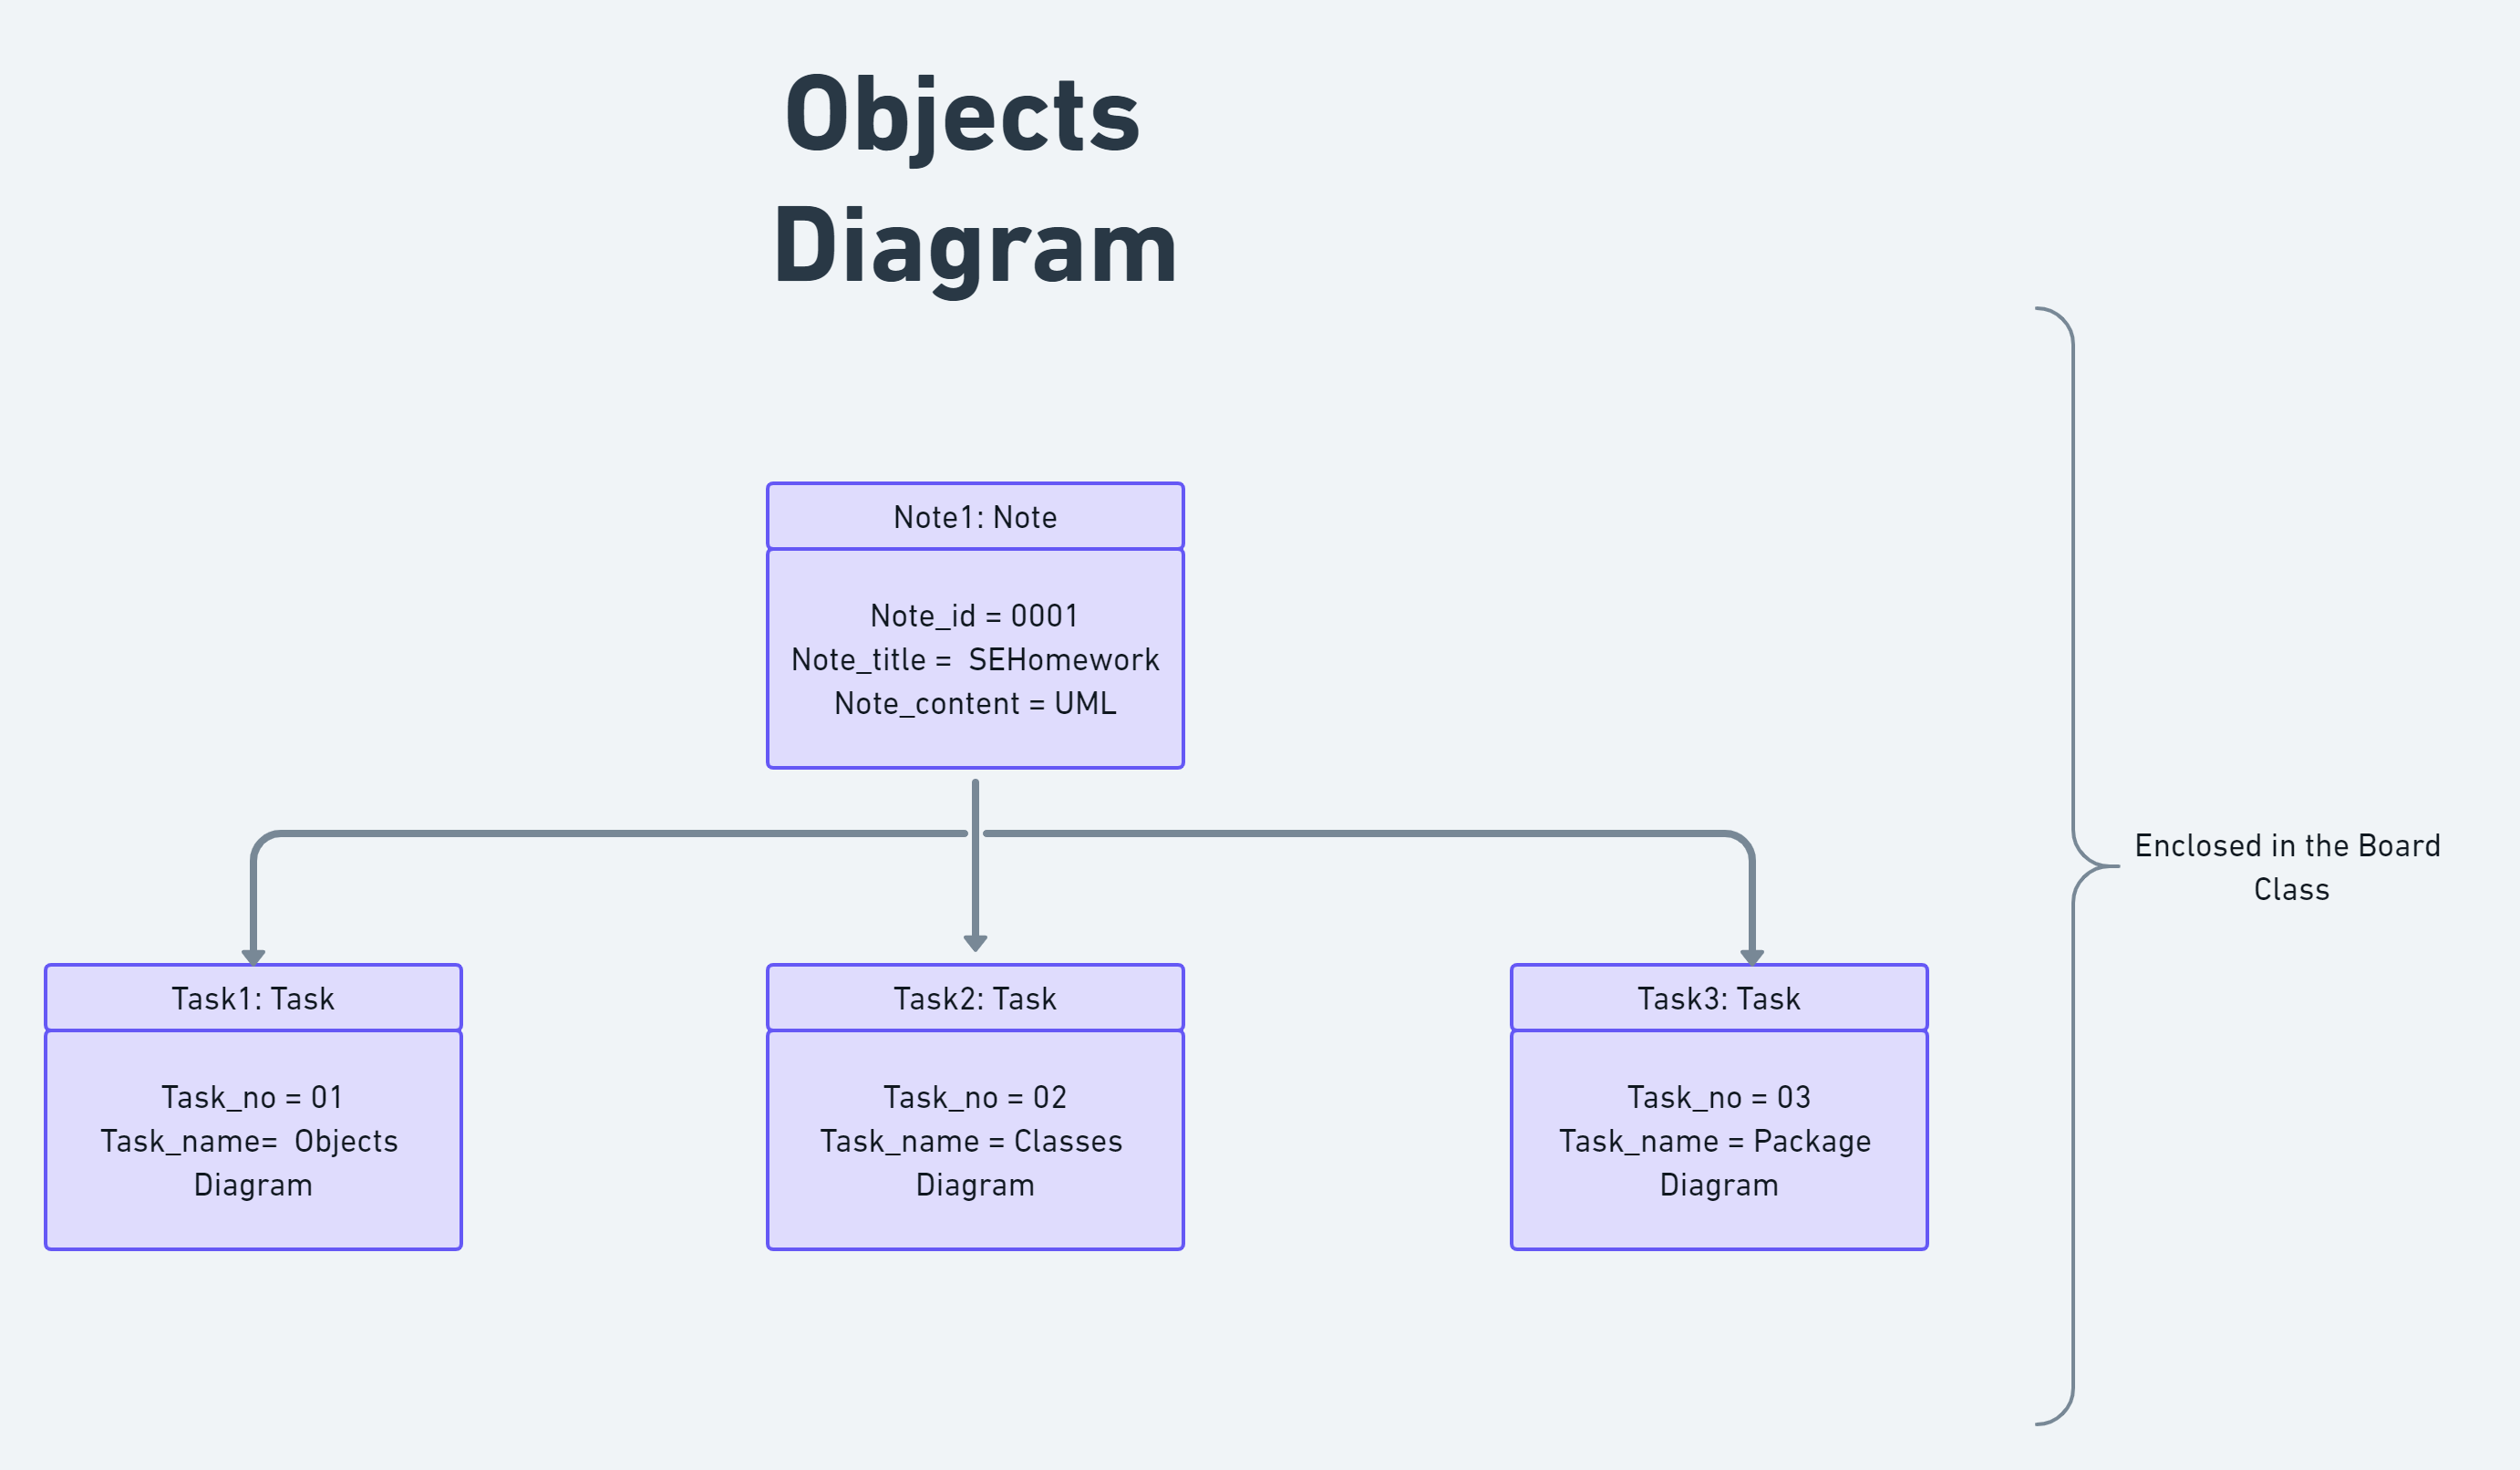 Objects
Diagram
Note1: Note
Note_id = 0001
Note_title =  SEHomework
Note_content = UML
Enclosed in the Board
Class
Task1: Task
Task_no = 01
Task_name=  Objects
Diagram
Task2: Task
Task_no = 02
Task_name = Classes
Diagram
Task3: Task
Task_no = 03
Task_name = Package
Diagram